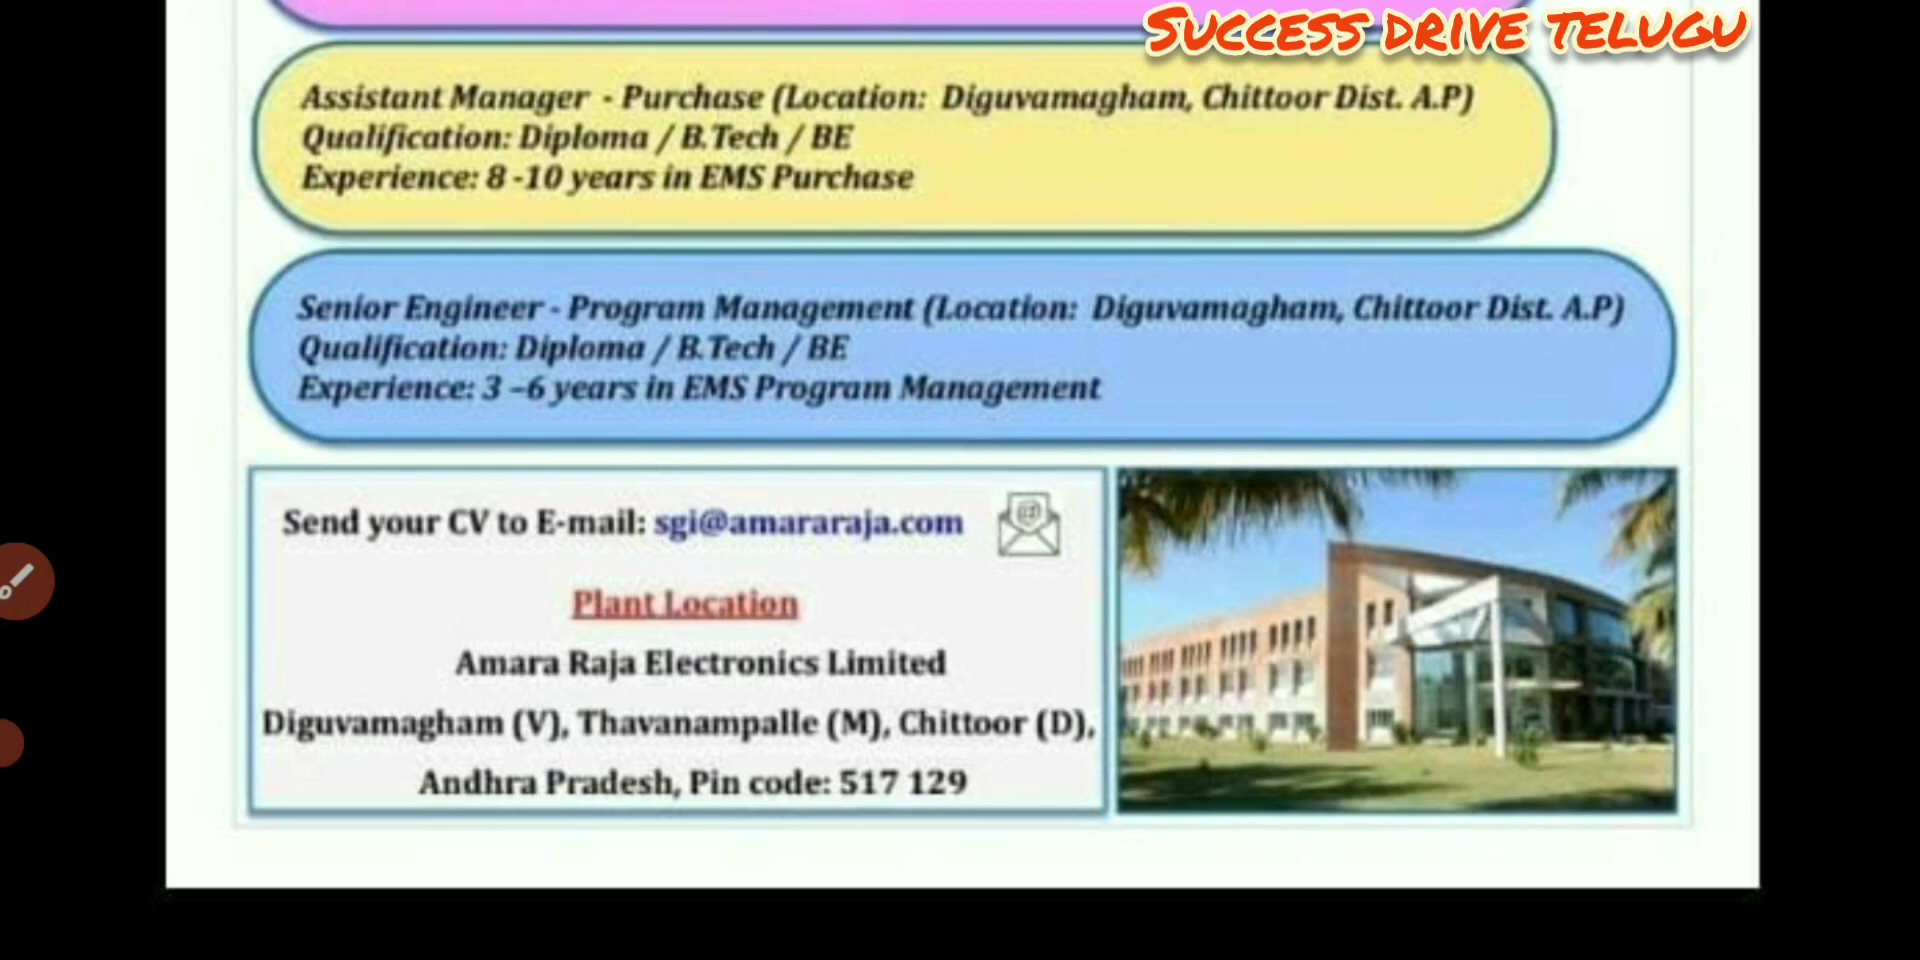 SUCCESS DRIVE TELUGU
Assistant Manager - Purchase (Location: Diguvamagham, Chittoor Dist. A.P)
Qualification: Diploma / B.Tech / BE
Experience: 8 -10 years in EMS Purchase
Senior Engineer - Program Management (Location: Diguvamagham, Chittoor Dist. A.P)
Qualification: Diploma / B.Tech / BE
Experience: 3 –6 years in EMS Program Management
Send your CV to E-mail: sgi@amararaja.com
@
Plant Location
Amara Raja Electronics Limited
Diguvamagham (V), Thavanampalle (M), Chittoor (D),
Andhra Pradesh, Pin code: 517 129